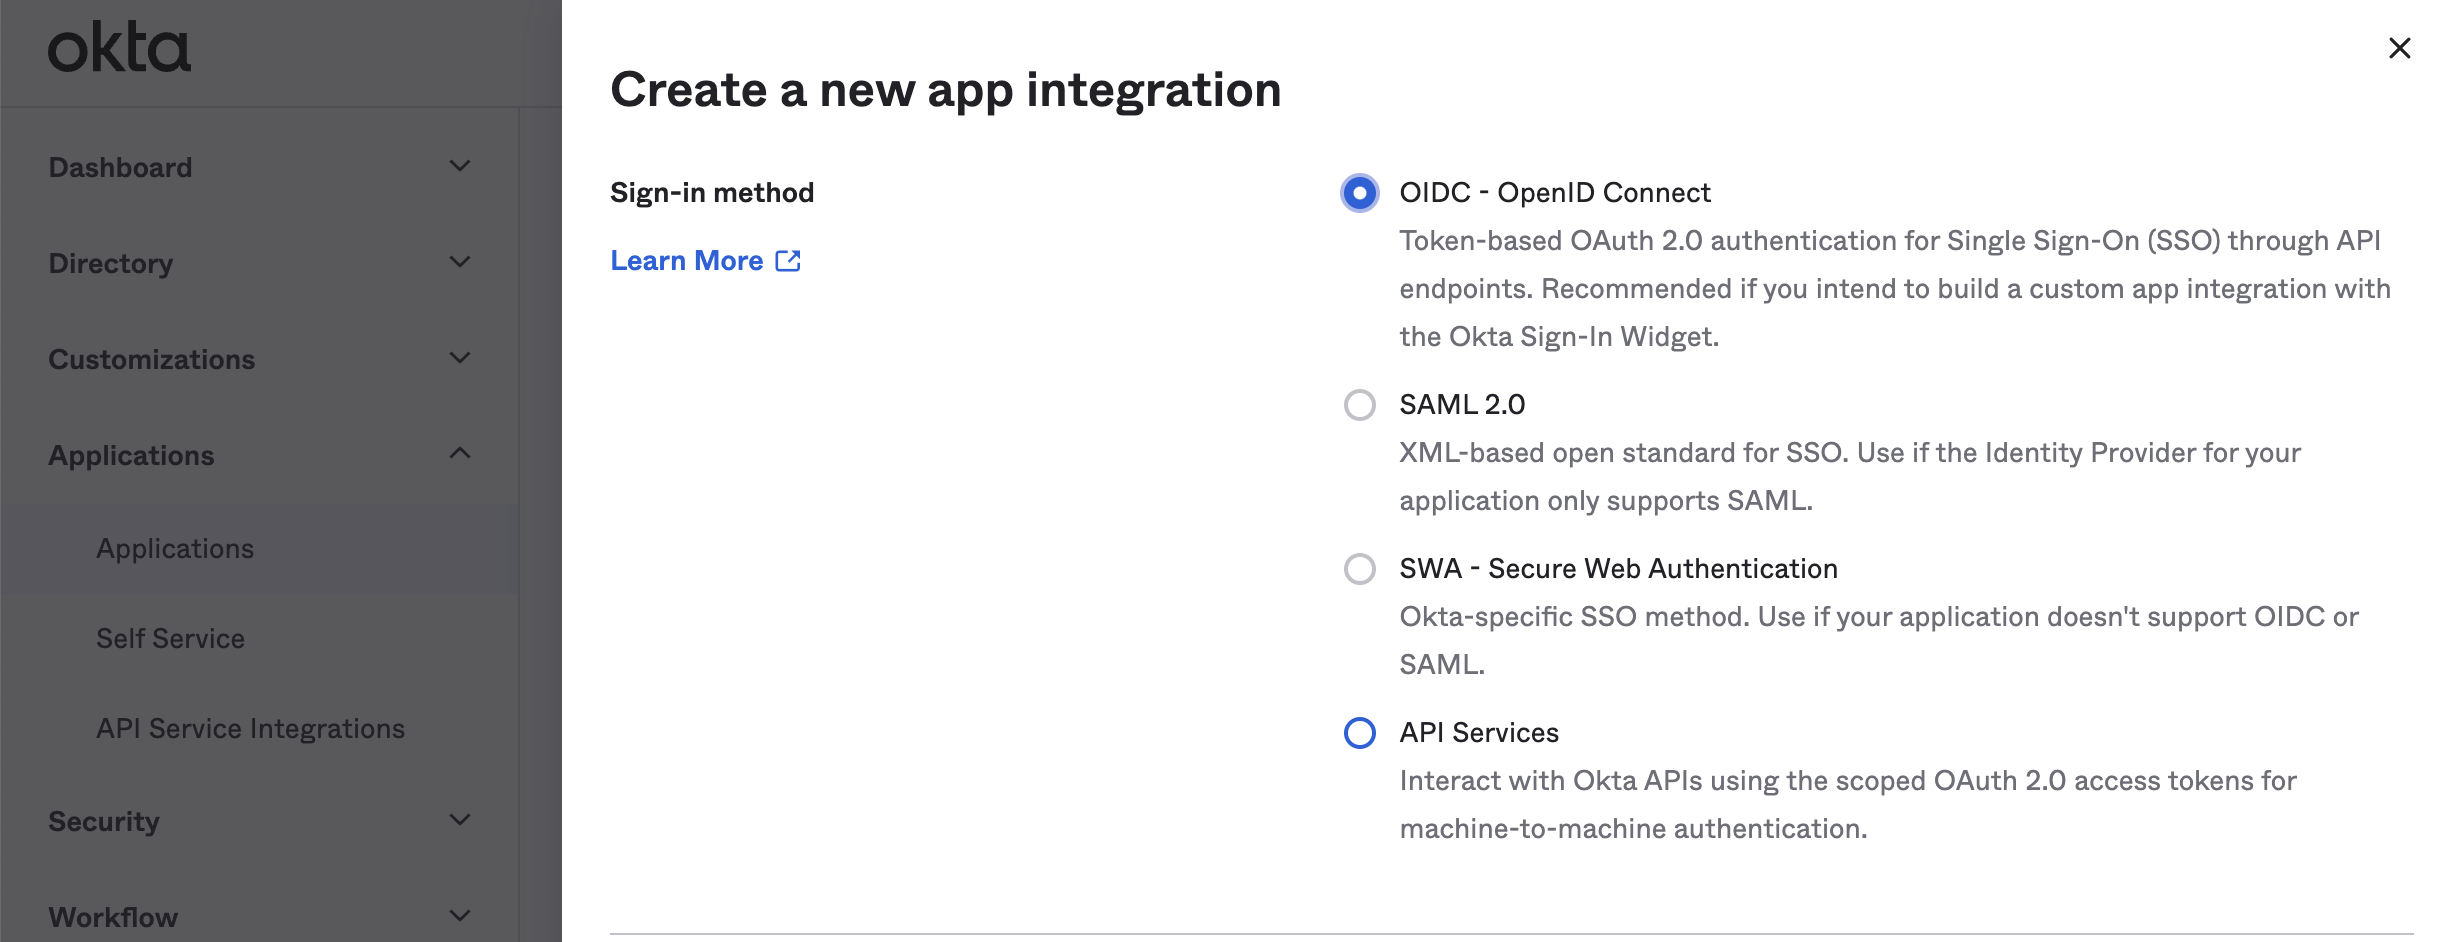 okta
Dashboard
Directory
Customizations
Applications
Applications
Self Service
API Service Integrations
Security
Workflow
Create a new app integration
Sign-in method
Learn More
OIDC - OpenID Connect
Token-based OAuth 2.0 authentication for Single Sign-On (SSO) through API
endpoints. Recommended if you intend to build a custom app integration with
the Okta Sign-In Widget.
SAML 2.0
XML-based open standard for SSO. Use if the Identity Provider for your
application only supports SAML.
SWA - Secure Web Authentication
Okta-specific SSO method. Use if your application doesn't support OIDC or
SAML.
API Services
Interact with Okta APIs using the scoped OAuth 2.0 access tokens for
machine-to-machine authentication.